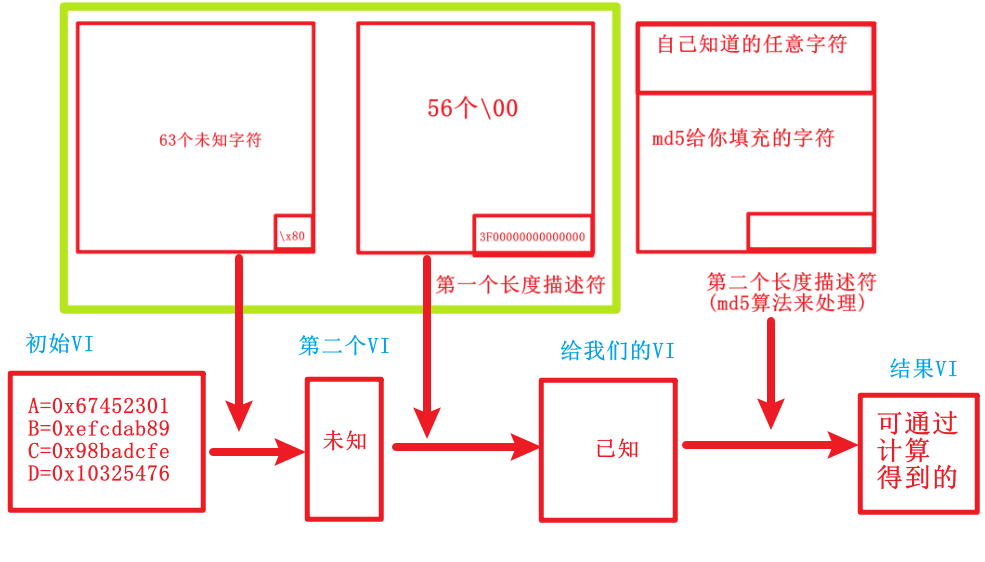 自己知道的任意字符
56个\00
63个未知字符
md5给你填充的字符
\x80
3F00000000000000
第一个长度描述符
第二个长度描述符
(md5算法来处理)
初始VI
第二个VI
给我们的VI
结果VI
A=0x67452301
B=0xefcdab89
C=0x98badcfe
D=0x10325476
未知
已知
可通过
计算
得到的